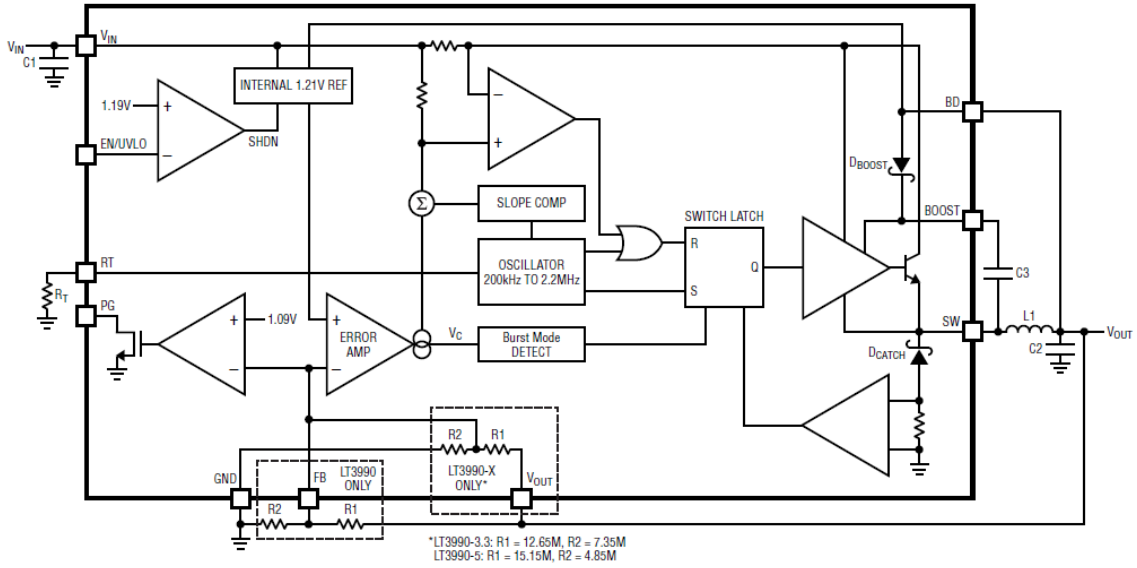 VIN
VIN
C1
INTERNAL 1.21V REF
1.19V
+
−
SHDN
EN/UVLO
−
+
BD
DBOOST
Σ
SLOPE COMP
SWITCH LATCH
BOOST
RT
OSCILLATOR
200kHz TO 2.2MHz
R
Q
S
C3
RT
PG
+
1.09V
−
+
ERROR
AMP
−
VC
Burst Mode
DETECT
SW
L1
VOUT
C2
DCATCH
R2
R1
LT3990-X
ONLY*
GND
FB
LT3990
ONLY
VOUT
R2
R1
*LT3990-3.3: R1 = 12.65M, R2 = 7.35M
LT3990-5: R1 = 15.15M, R2 = 4.85M